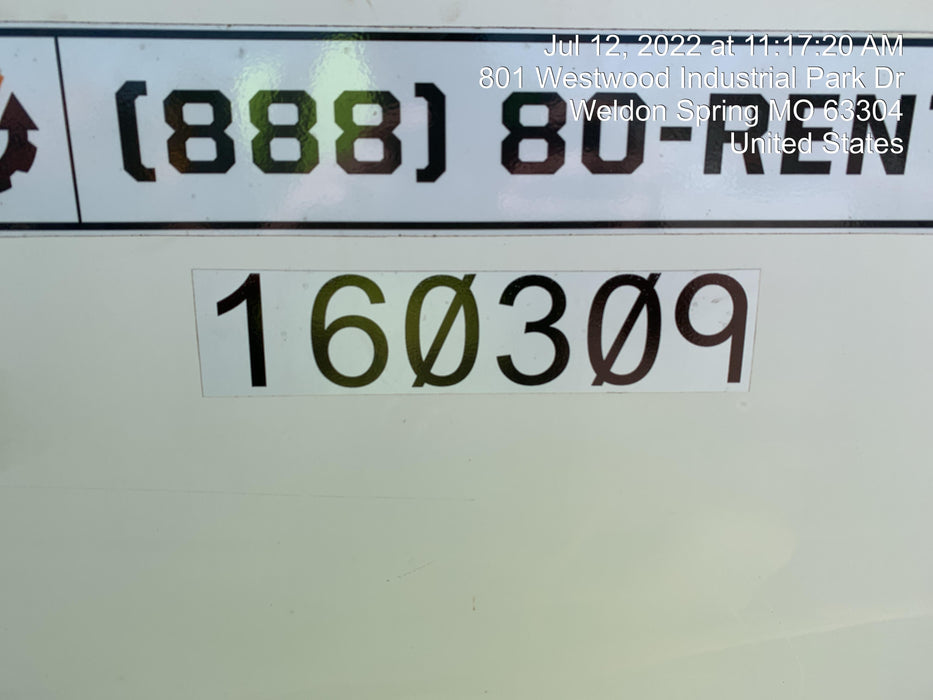 Jul 12, 2022 at 11:17:20 AM
801 Westwood Industrial Park Dr
Weldon Spring MO 63304
United States
(888) 80-REN
160309